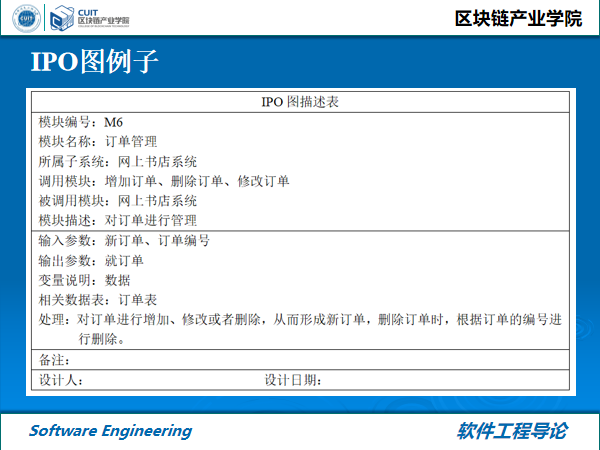 CUIT
区块链产业学院
区块链产业学院
IPO图例子
IPO 图描述表
模块编号：M6
模块名称：订单管理
所属子系统：网上书店系统
调用模块：增加订单、删除订单、修改订单
被调用模块：网上书店系统
模块描述：对订单进行管理
输入参数：新订单、订单编号
输出参数：就订单
变量说明：数据
相关数据表：订单表
处理：对订单进行增加、修改或者删除，从而形成新订单，删除订单时，根据订单的编号进
行删除。
备注：
设计人： 设计日期：
Software Engineering
软件工程导论